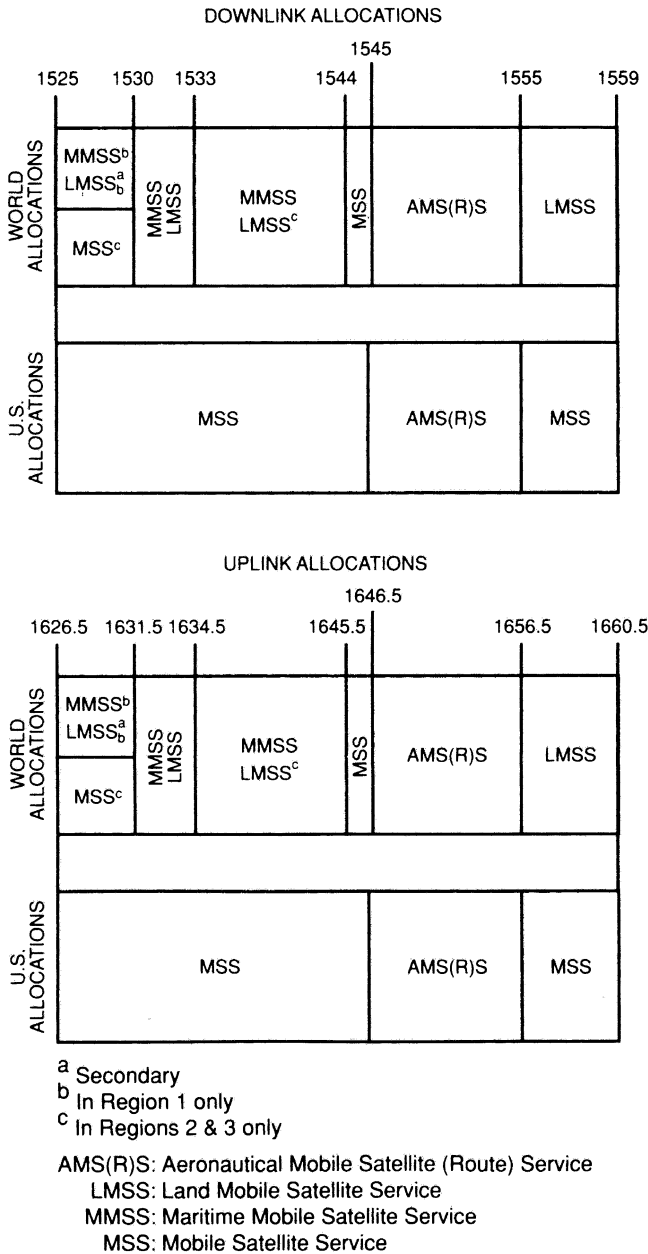 DOWNLINK ALLOCATIONS
1545
1525 1530 1533 1544 1555 1559
WORLD
ALLOCATIONS
MMSSᵇ
LMSSᵃᵇ
MSSᶜ
MMSS
LMSS
MMSS
LMSSᶜ
MSS
AMS(R)S
LMSS
U.S.
ALLOCATIONS
MSS
AMS(R)S
MSS
UPLINK ALLOCATIONS
1646.5
1626.5 1631.5 1634.5 1645.5 1656.5 1660.5
WORLD
ALLOCATIONS
MMSSᵇ
LMSSᵃᵇ
MSSᶜ
MMSS
LMSS
MMSS
LMSSᶜ
MSS
AMS(R)S
LMSS
U.S.
ALLOCATIONS
MSS
AMS(R)S
MSS
ᵃ Secondary
ᵇ In Region 1 only
ᶜ In Regions 2 & 3 only
AMS(R)S: Aeronautical Mobile Satellite (Route) Service
LMSS: Land Mobile Satellite Service
MMSS: Maritime Mobile Satellite Service
MSS: Mobile Satellite Service